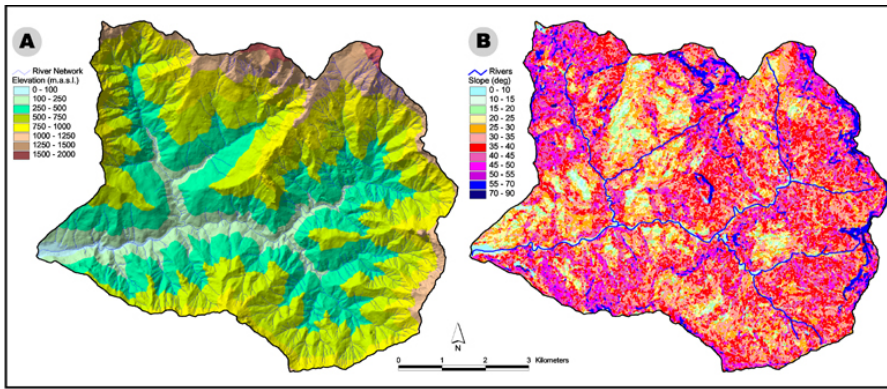 A
River Network
Elevation (m.a.s.l.)
0 - 100
100 - 250
250 - 500
500 - 750
750 - 1000
1000 - 1250
1250 - 1500
1500 - 2000
B
Rivers
Slope (deg)
0 - 10
10 - 15
15 - 20
20 - 25
25 - 30
30 - 35
35 - 40
40 - 45
45 - 50
50 - 55
55 - 70
70 - 90
N
0 1 2 3 Kilometers